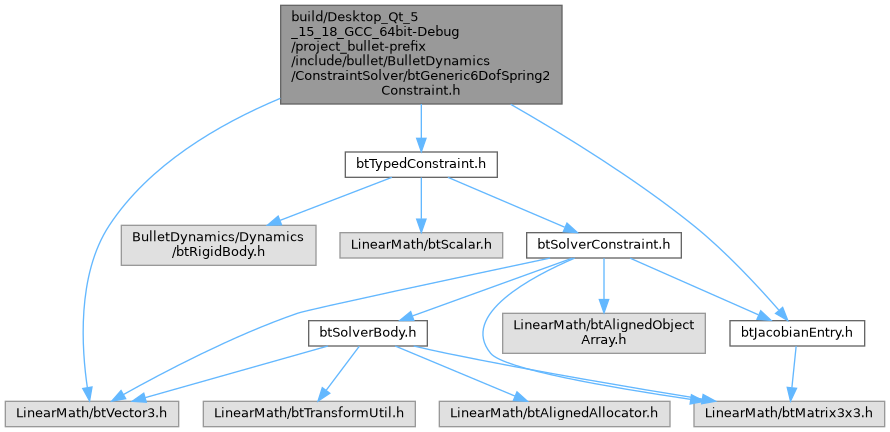 build/Desktop_Qt_5
_15_18_GCC_64bit-Debug
/project_bullet-prefix
/include/bullet/BulletDynamics
/ConstraintSolver/btGeneric6DofSpring2
Constraint.h
btTypedConstraint.h
BulletDynamics/Dynamics
/btRigidBody.h
LinearMath/btScalar.h
btSolverConstraint.h
btSolverBody.h
LinearMath/btAlignedObject
Array.h
btJacobianEntry.h
LinearMath/btVector3.h
LinearMath/btTransformUtil.h
LinearMath/btAlignedAllocator.h
LinearMath/btMatrix3x3.h